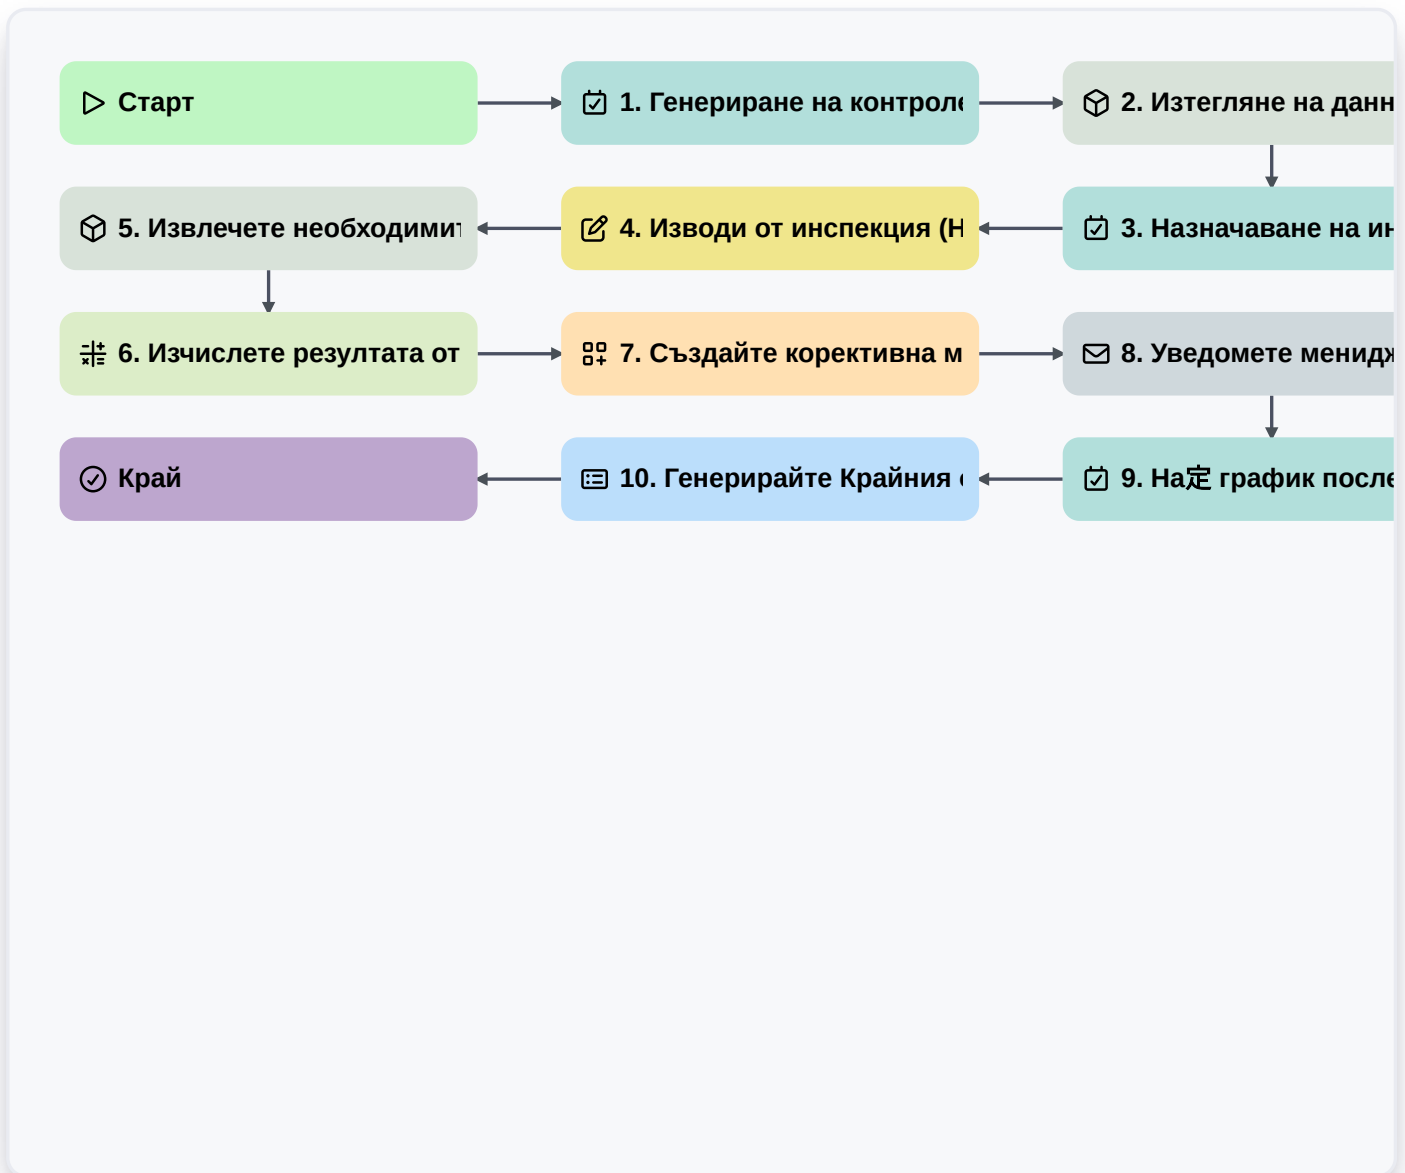 Старт
1. Генериране на контроле
2. Изтегляне на данн
3. Назначаване на ин
4. Изводи от инспекция (Н
5. Извлечете необходимит
6. Изчислете резултата от
7. Създайте корективна м
8. Уведомете менидж
9. На定 график после
10. Генерирайте Крайния
Край